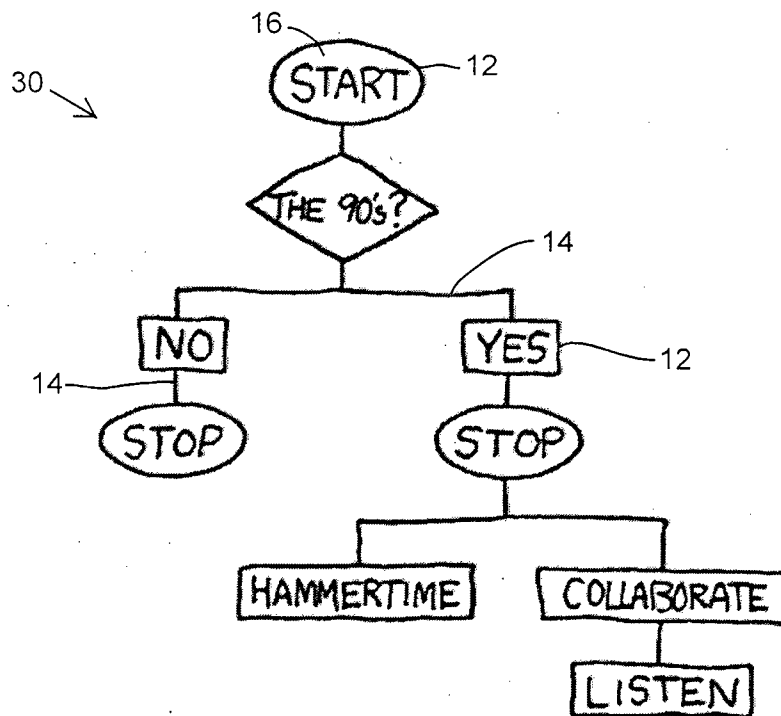 16
START
12
30
THE 90's?
14
NO
YES
12
14
STOP
STOP
HAMMERTIME
COLLABORATE
LISTEN